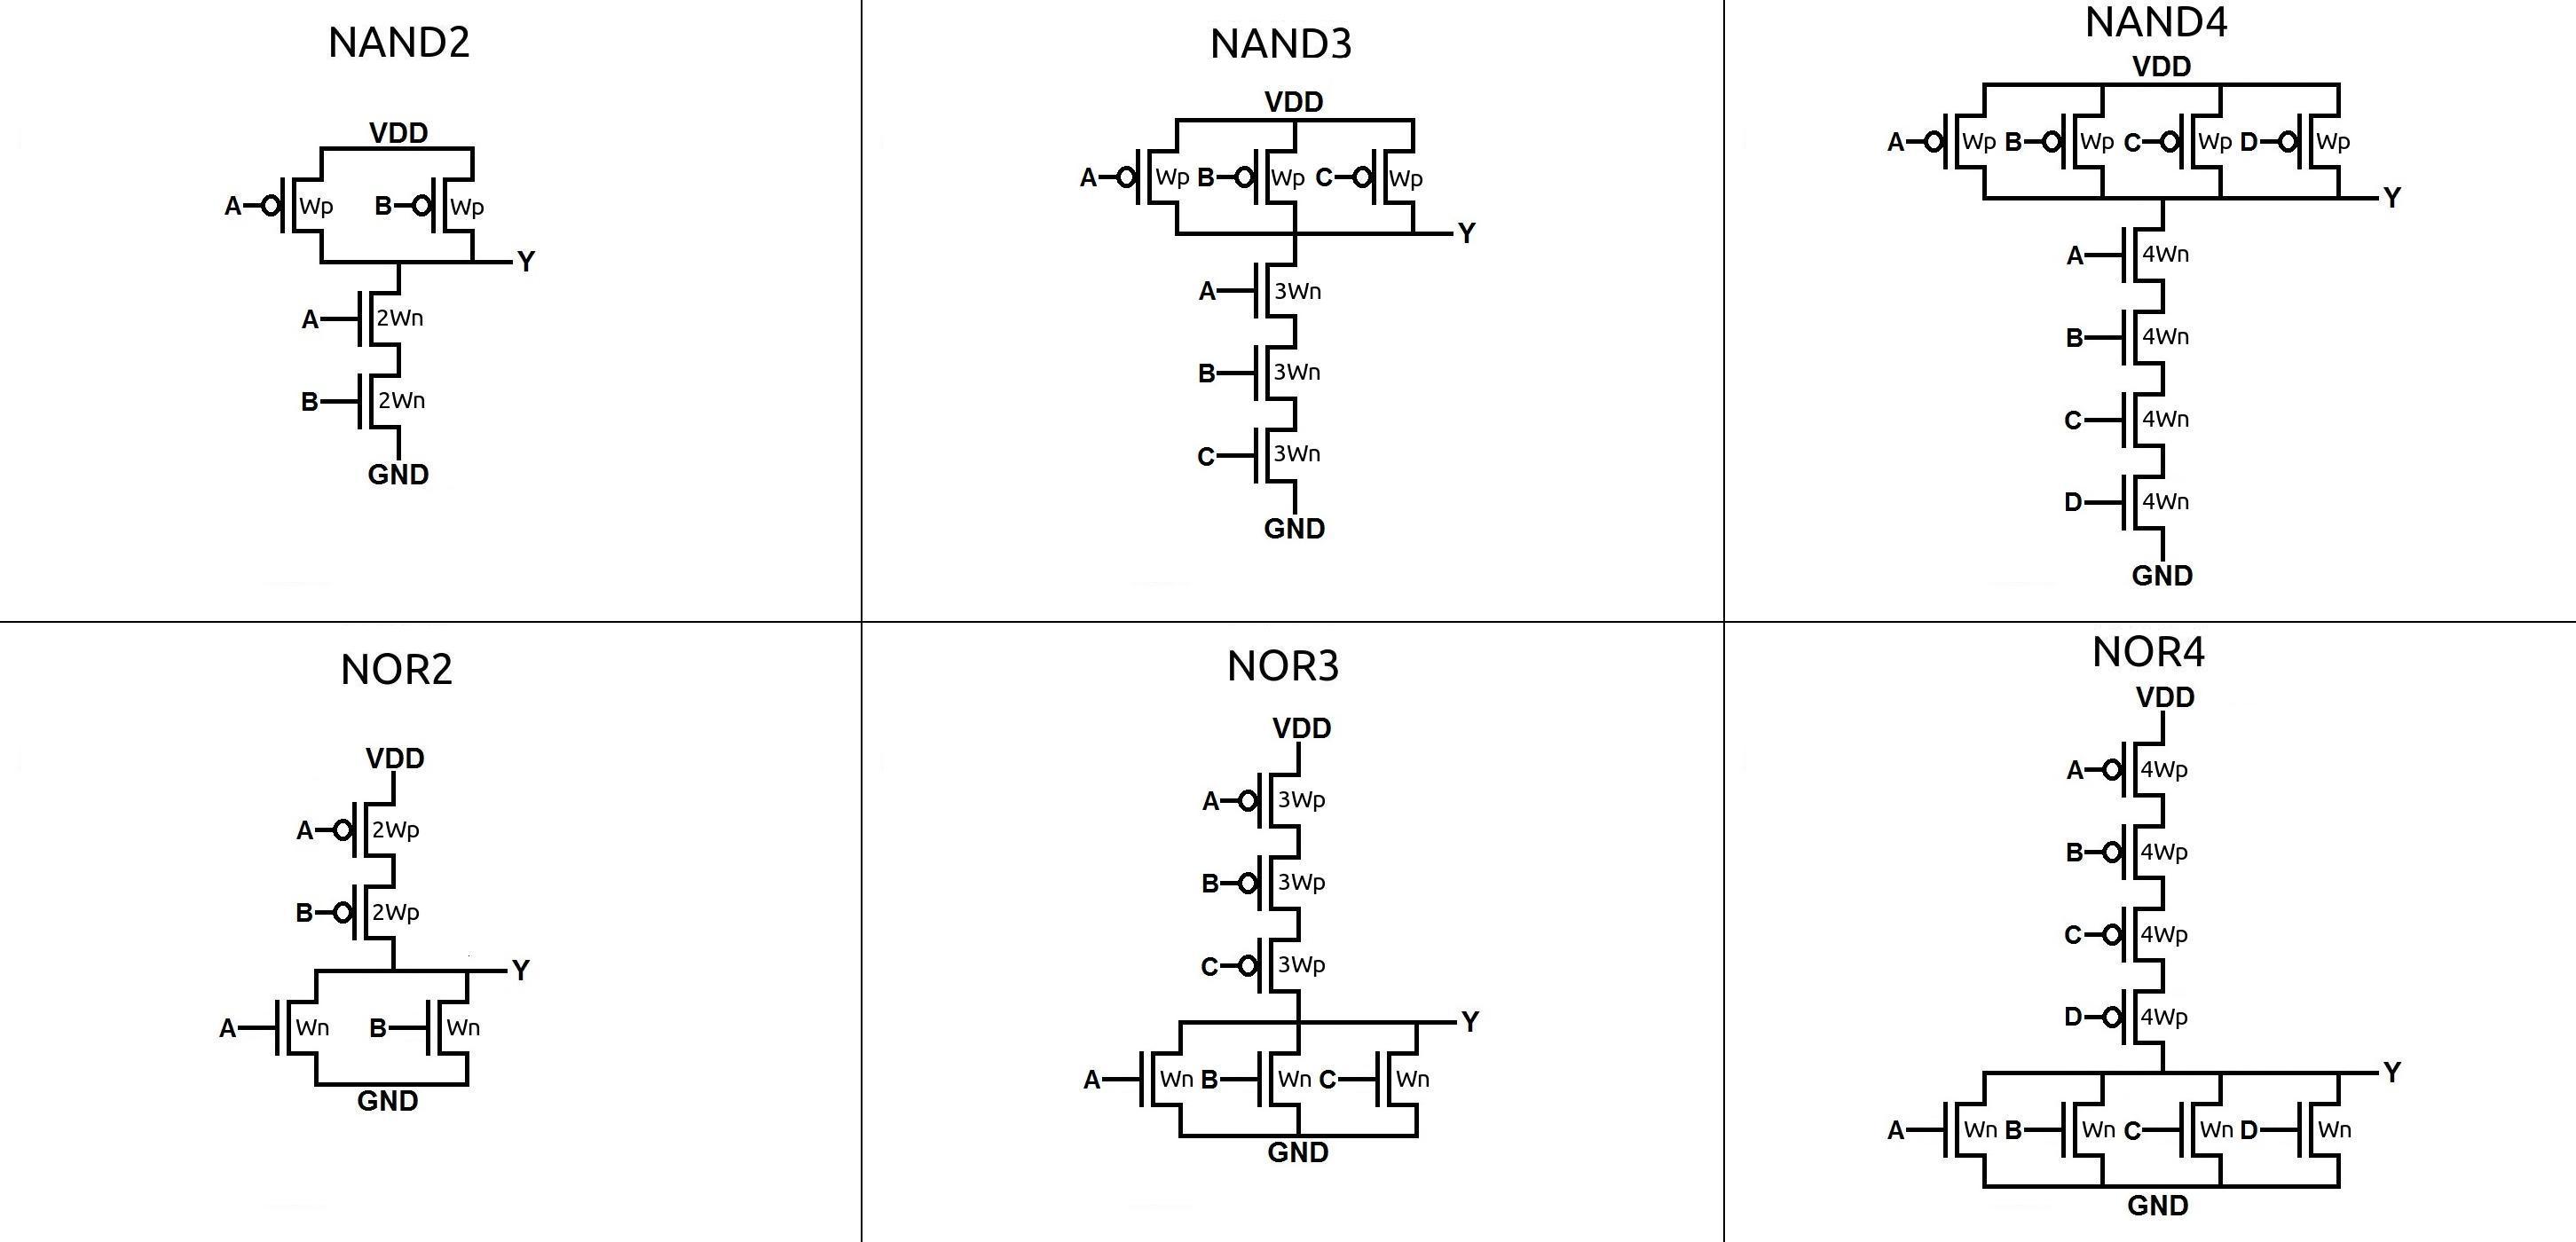 NAND2
VDD
A Wp B Wp
Y
A 2Wn
B 2Wn
GND
NAND3
VDD
A Wp B Wp C Wp
Y
A 3Wn
B 3Wn
C 3Wn
GND
NAND4
VDD
A Wp B Wp C Wp D Wp
Y
A 4Wn
B 4Wn
C 4Wn
D 4Wn
GND
NOR2
VDD
A 2Wp
B 2Wp
Y
A Wn B Wn
GND
NOR3
VDD
A 3Wp
B 3Wp
C 3Wp
Y
A Wn B Wn C Wn
GND
NOR4
VDD
A 4Wp
B 4Wp
C 4Wp
D 4Wp
Y
A Wn B Wn C Wn D Wn
GND